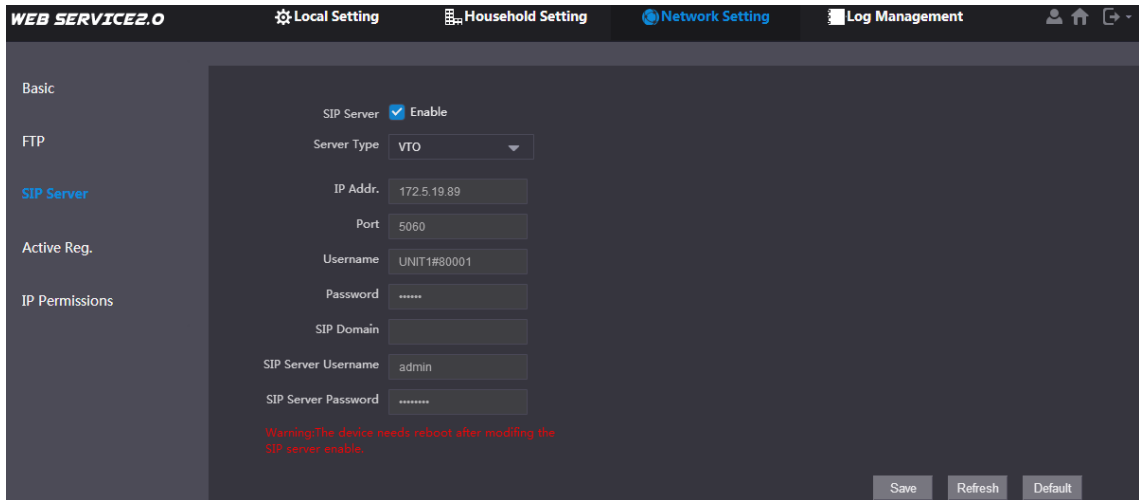 WEB SERVICE2.0 Local Setting Household Setting Network Setting Log Management
Basic
FTP
SIP Server
Active Reg.
IP Permissions
SIP Server Enable
Server Type VTO
IP Addr. 172.5.19.89
Port 5060
Username UNIT1#80001
Password ••••••
SIP Domain
SIP Server Username admin
SIP Server Password ••••••••
Warning:The device needs reboot after modifing the
SIP server enable.
Save Refresh Default